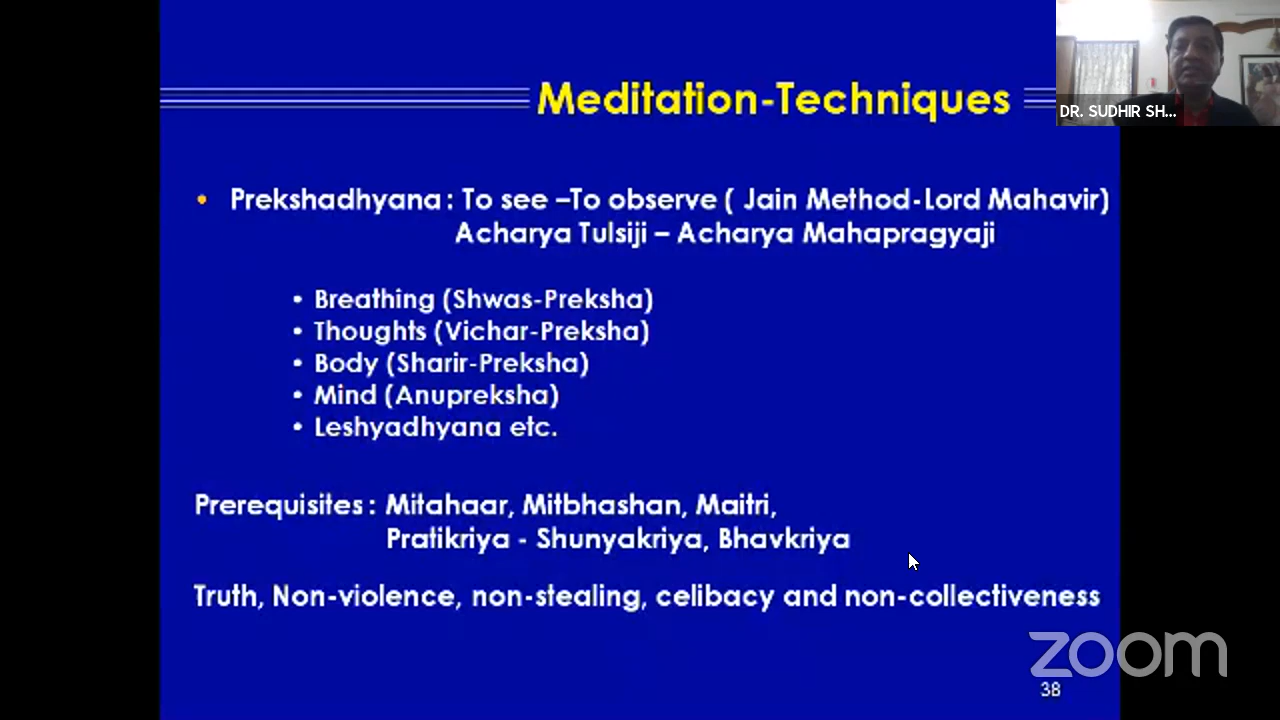 Meditation-Techniques
DR. SUDHIR SH...
• Prekshadhyana : To see –To observe ( Jain Method-Lord Mahavir)
Acharya Tulsiji – Acharya Mahapragyaji
• Breathing (Shwas-Preksha)
• Thoughts (Vichar-Preksha)
• Body (Sharir-Preksha)
• Mind (Anupreksha)
• Leshyadhyana etc.
Prerequisites : Mitahaar, Mitbhashan, Maitri,
Pratikriya - Shunyakriya, Bhavkriya
Truth, Non-violence, non-stealing, celibacy and non-collectiveness
zoom
38